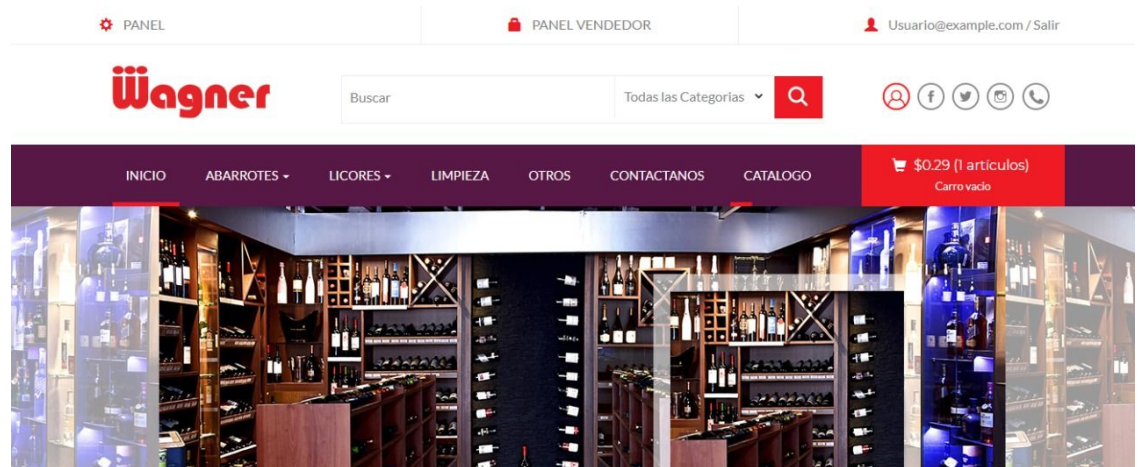 PANEL
PANEL VENDEDOR
Usuario@example.com / Salir
Wagner
Buscar
Todas las Categorias
INICIO
ABARROTES
LICORES
LIMPIEZA
OTROS
CONTACTANOS
CATALOGO
$0.29 (1 artículos)
Carro vacio